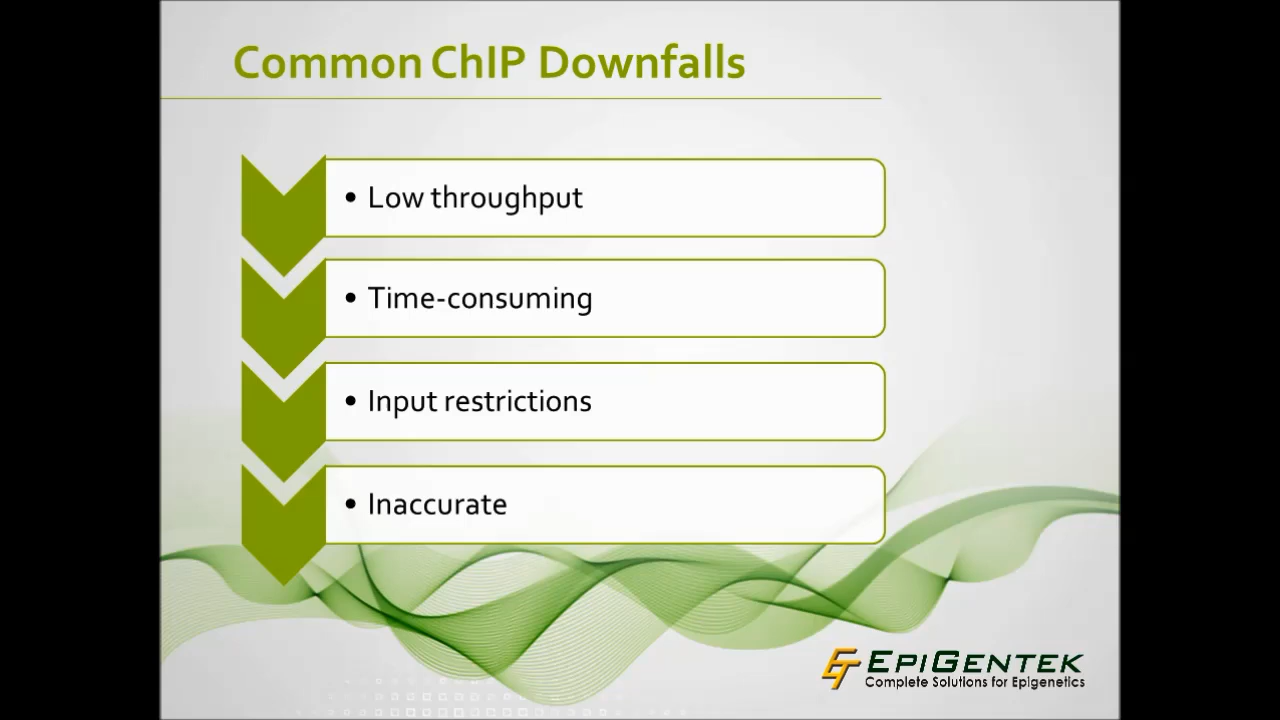 Common ChIP Downfalls
• Low throughput
• Time-consuming
• Input restrictions
• Inaccurate
EPIGENTEK
Complete Solutions for Epigenetics